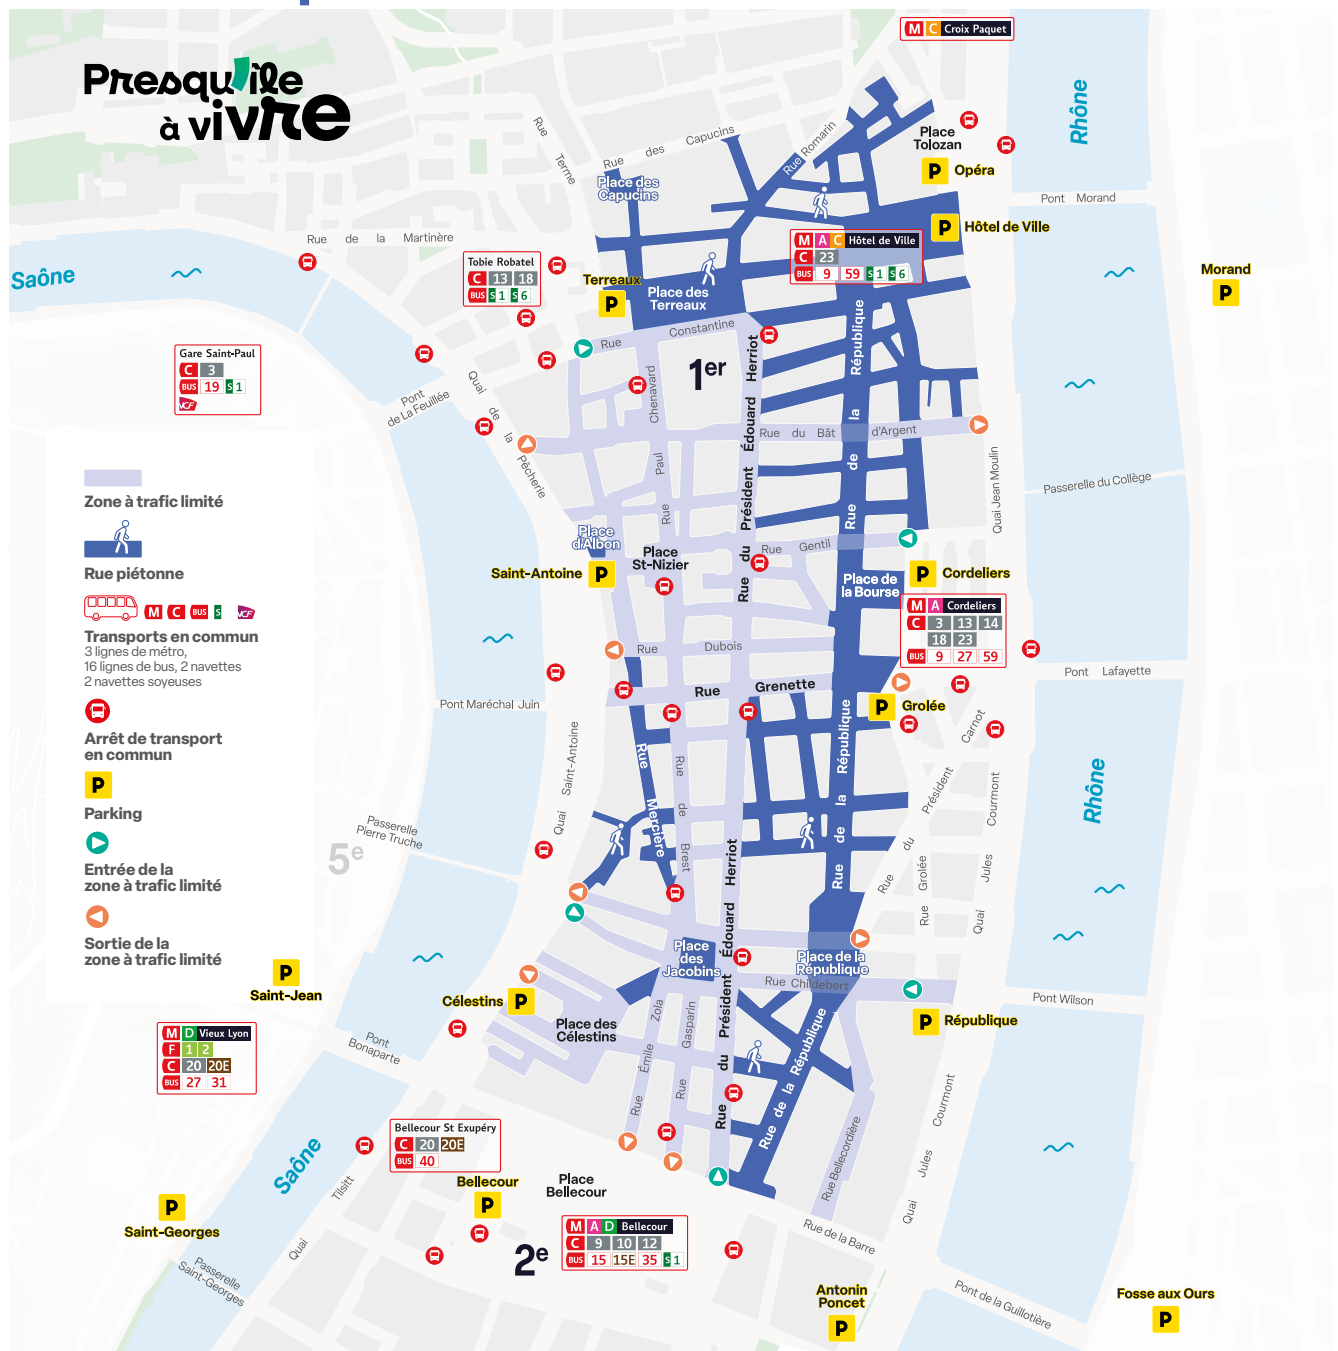 Presqu'île
à vivre
M C Croix Paquet
Place
Tolozan
P Opéra
Rhône
Rue Terme
Rue des Capucins
Rue Romarin
Place des
Capucins
Pont Morand
P Hôtel de Ville
M A C Hôtel de Ville
C 23
BUS 9 59 S1 S6
Rue de la Martinère
Saône
Tobie Robatel
C 13 18
BUS S1 S6
Terreaux
P
Place des
Terreaux
Morand
P
Rue Constantine
1er
Gare Saint-Paul
C 3
BUS 19 S1
SNCF
Pont
de La Feuillée
Quai de la Pêcherie
Rue Paul Chenavard
Rue du Président Édouard Herriot
Rue de la République
Rue du Bât d'Argent
Quai Jean Moulin
Passerelle du Collège
Zone à trafic limité
Rue piétonne
M C BUS S SNCF
Transports en commun
3 lignes de métro,
16 lignes de bus, 2 navettes
2 navettes soyeuses
Arrêt de transport
en commun
P
Parking
Entrée de la
zone à trafic limité
Sortie de la
zone à trafic limité
Place
d'Albon
Place
St-Nizier
Rue Gentil
Saint-Antoine P
Place de
la Bourse
P Cordeliers
M A Cordeliers
C 3 13 14
18 23
BUS 9 27 59
Rue Dubois
Rue Grenette
Pont Lafayette
P Grolée
Pont Maréchal Juin
Quai Saint-Antoine
Rue Mercière
Rue de Brest
Rue du Président Édouard Herriot
Rue de la République
Rue du Président Carnot
Rue Grolée
Quai Jules Courmont
Rhône
Passerelle
Pierre Truche
5e
Place
des
Jacobins
Place de la
République
Rue Childebert
P
Saint-Jean
Célestins P
Place des
Célestins
P République
Pont Wilson
Rue Émile Zola
Rue Gasparin
Rue de la République
Rue Bellecordière
Quai Jules Courmont
M D Vieux Lyon
F 1 2
C 20 20E
BUS 27 31
Pont
Bonaparte
Bellecour St Exupéry
C 20 20E
BUS 40
Saône
Quai Tilsitt
Bellecour
P
Place
Bellecour
P
Saint-Georges
Passerelle
Saint-Georges
2e
M A D Bellecour
C 9 10 12
BUS 15 15E 35 S1
Rue de la Barre
Antonin
Poncet
P
Pont de la Guillotière
Fosse aux Ours
P